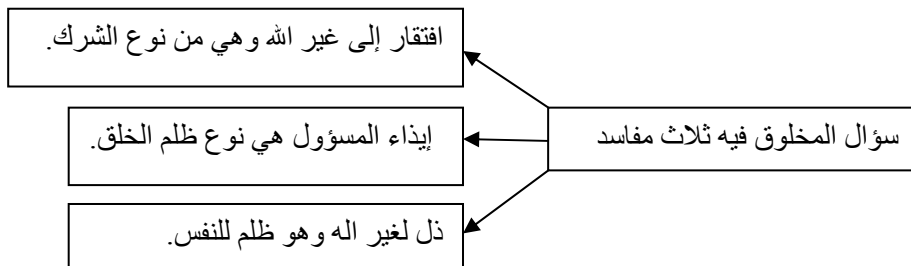 افتقار إلى غير الله وهي من نوع الشرك.
سؤال المخلوق فيه ثلاث مفاسد
إيذاء المسؤول هي نوع ظلم الخلق.
ذل لغير اله وهو ظلم للنفس.